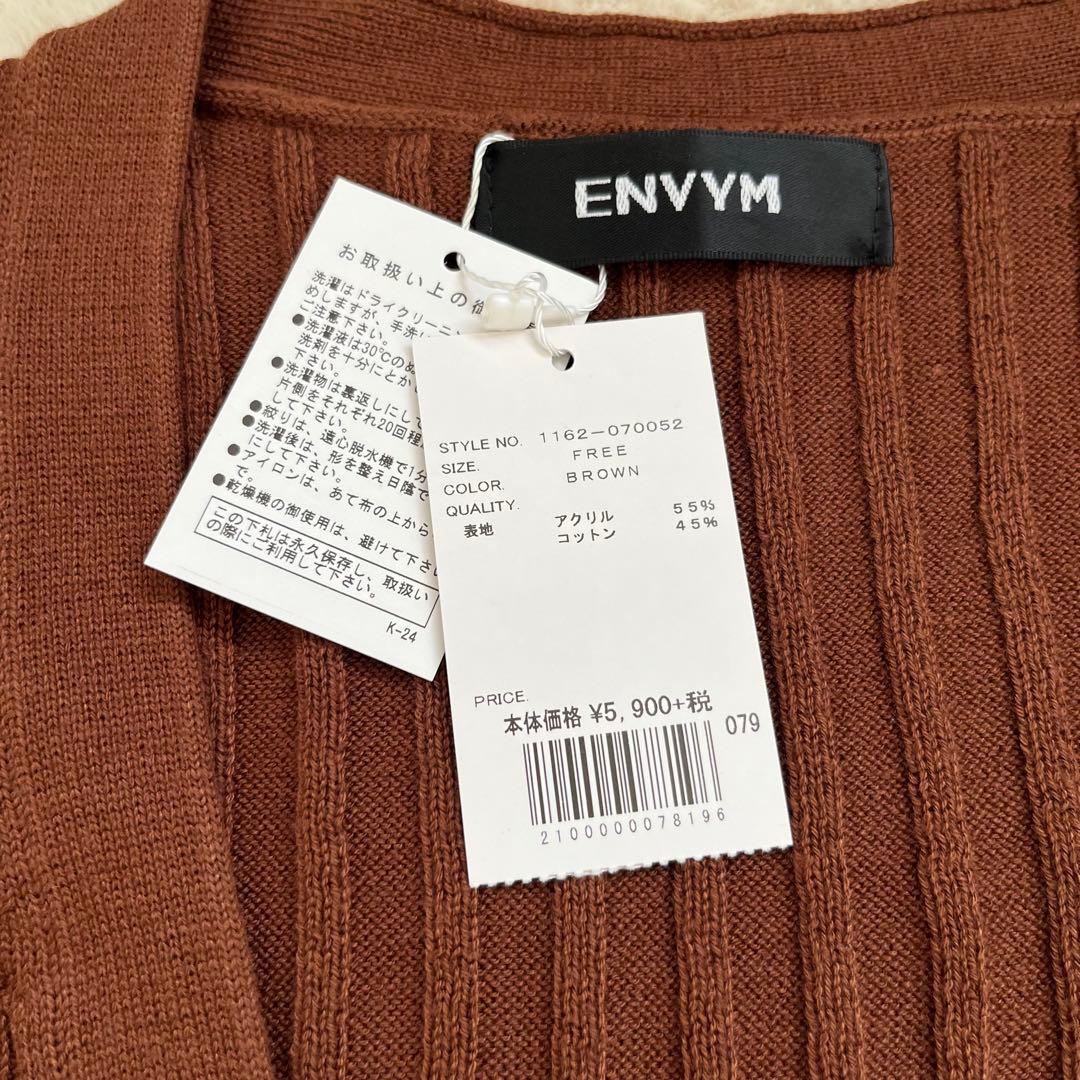 ENVYM
お取扱い上の御
洗濯はドライクリーニン
めしますが、手洗い
ご注意下さい。
●洗濯液は30℃のぬ
洗剤を十分にとか
下さい。
●洗濯物は裏返しにして
片側をそれぞれ20回程
して下さい。
●絞りは、遠心脱水機で1分
●洗濯後は、形を整え日陰で
にして下さい。
●アイロンは、あて布の上から
で。
●乾燥機の御使用は、避けて下さい
この下札は永久保存し、取扱い
の際にご利用して下さい。
K-24
STYLE NO. 1162-070052
SIZE. FREE
COLOR. BROWN
QUALITY.
表地 アクリル 55%
コットン 45%
PRICE.
本体価格 ¥5,900+税
079
2100000078196